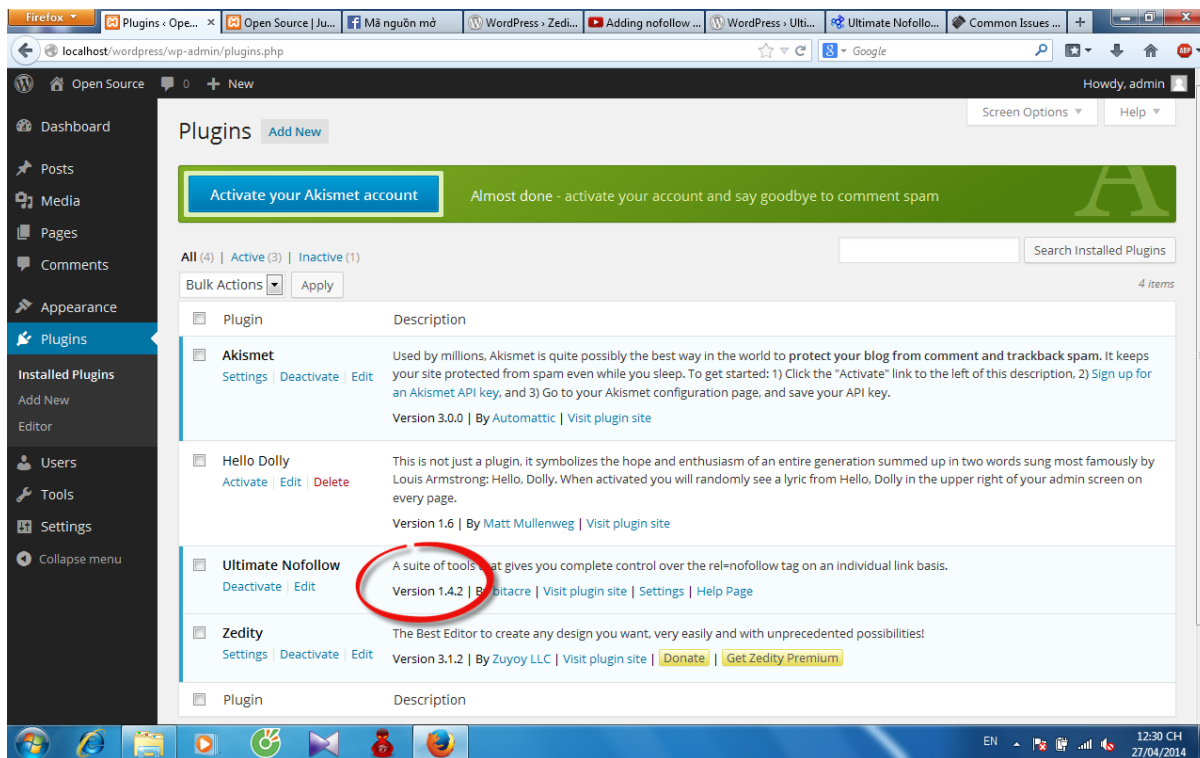 Firefox
Plugins ‹ Ope... ×
Open Source | Ju...
Mã nguồn mở
WordPress › Zedi...
Adding nofollow ...
WordPress › Ulti...
Ultimate Nofollo...
Common Issues ...
+
localhost/wordpress/wp-admin/plugins.php
Google
ABP
Open Source 0 + New
Howdy, admin
Dashboard
Posts
Media
Pages
Comments
Appearance
Plugins
Installed Plugins
Add New
Editor
Users
Tools
Settings
Collapse menu
Screen Options
Help
Plugins Add New
Activate your Akismet account
Almost done - activate your account and say goodbye to comment spam
A
All (4) | Active (3) | Inactive (1)
Search Installed Plugins
Bulk Actions Apply
4 items
Plugin Description
Akismet
Settings | Deactivate | Edit
Used by millions, Akismet is quite possibly the best way in the world to protect your blog from comment and trackback spam. It keeps
your site protected from spam even while you sleep. To get started: 1) Click the "Activate" link to the left of this description, 2) Sign up for
an Akismet API key, and 3) Go to your Akismet configuration page, and save your API key.
Version 3.0.0 | By Automattic | Visit plugin site
Hello Dolly
Activate | Edit | Delete
This is not just a plugin, it symbolizes the hope and enthusiasm of an entire generation summed up in two words sung most famously by
Louis Armstrong: Hello, Dolly. When activated you will randomly see a lyric from Hello, Dolly in the upper right of your admin screen on
every page.
Version 1.6 | By Matt Mullenweg | Visit plugin site
Ultimate Nofollow
Deactivate | Edit
A suite of tools that gives you complete control over the rel=nofollow tag on an individual link basis.
Version 1.4.2 | By bitacre | Visit plugin site | Settings | Help Page
Zedity
Settings | Deactivate | Edit
The Best Editor to create any design you want, very easily and with unprecedented possibilities!
Version 3.1.2 | By Zuyoy LLC | Visit plugin site | Donate | Get Zedity Premium
Plugin Description
EN
12:30 CH
27/04/2014